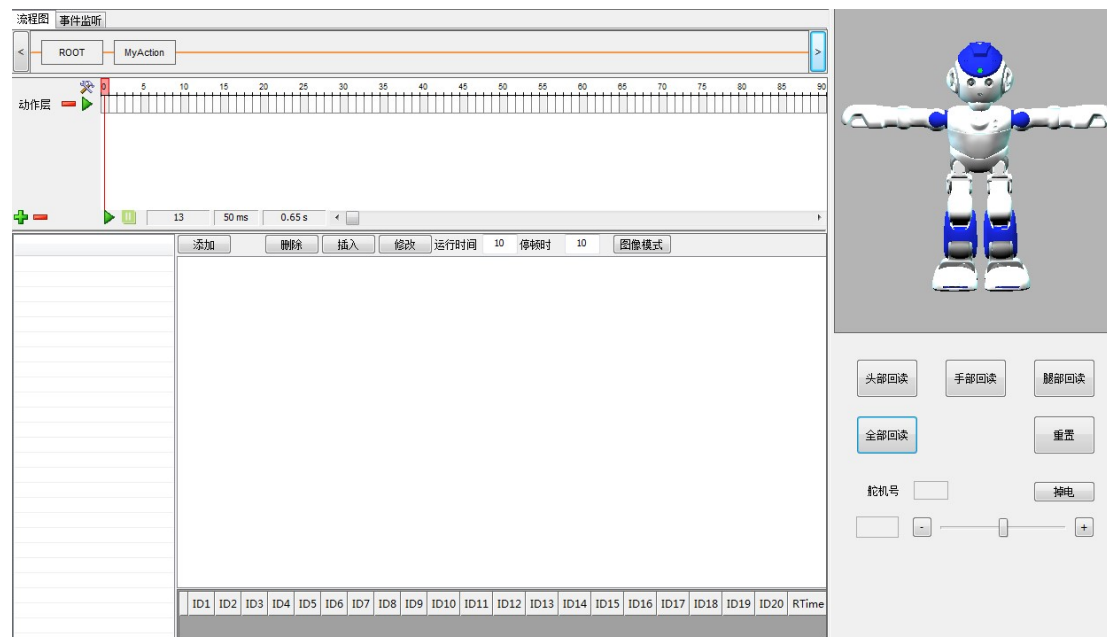 流程图 事件监听
< ROOT MyAction >
0 5 10 15 20 25 30 35 40 45 50 55 60 65 70 75 80 85 90
动作层
13 50 ms 0.65 s
添加 删除 插入 修改 运行时间 10 停顿时 10 图像模式
ID1 ID2 ID3 ID4 ID5 ID6 ID7 ID8 ID9 ID10 ID11 ID12 ID13 ID14 ID15 ID16 ID17 ID18 ID19 ID20 RTime
头部回读 手部回读 腿部回读
全部回读 重置
舵机号 掉电
- +